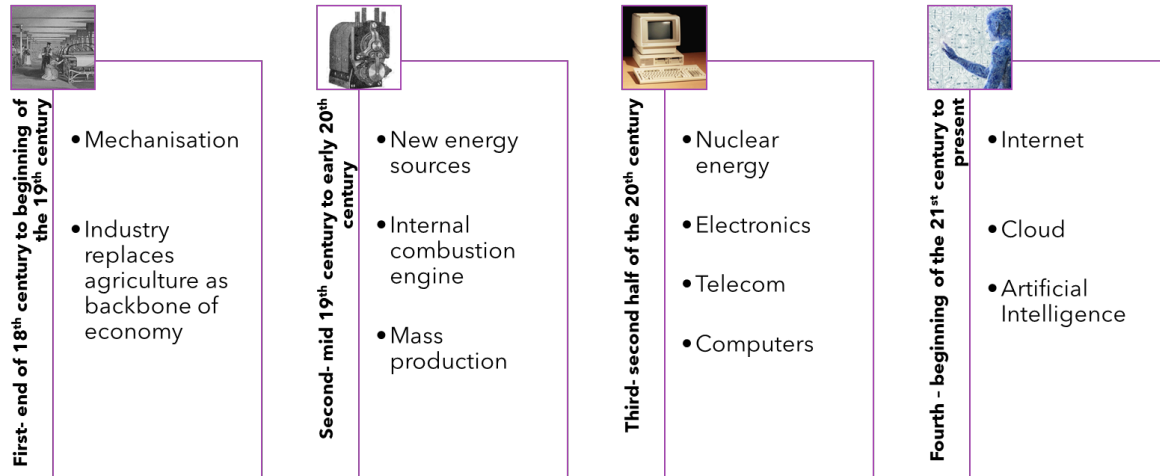 First- end of 18th century to beginning of
the 19th century
• Mechanisation
• Industry
replaces
agriculture as
backbone of
economy
Second- mid 19th century to early 20th
century
• New energy
sources
• Internal
combustion
engine
• Mass
production
Third- second half of the 20th century
• Nuclear
energy
• Electronics
• Telecom
• Computers
Fourth - beginning of the 21st century to
present
• Internet
• Cloud
• Artificial
Intelligence